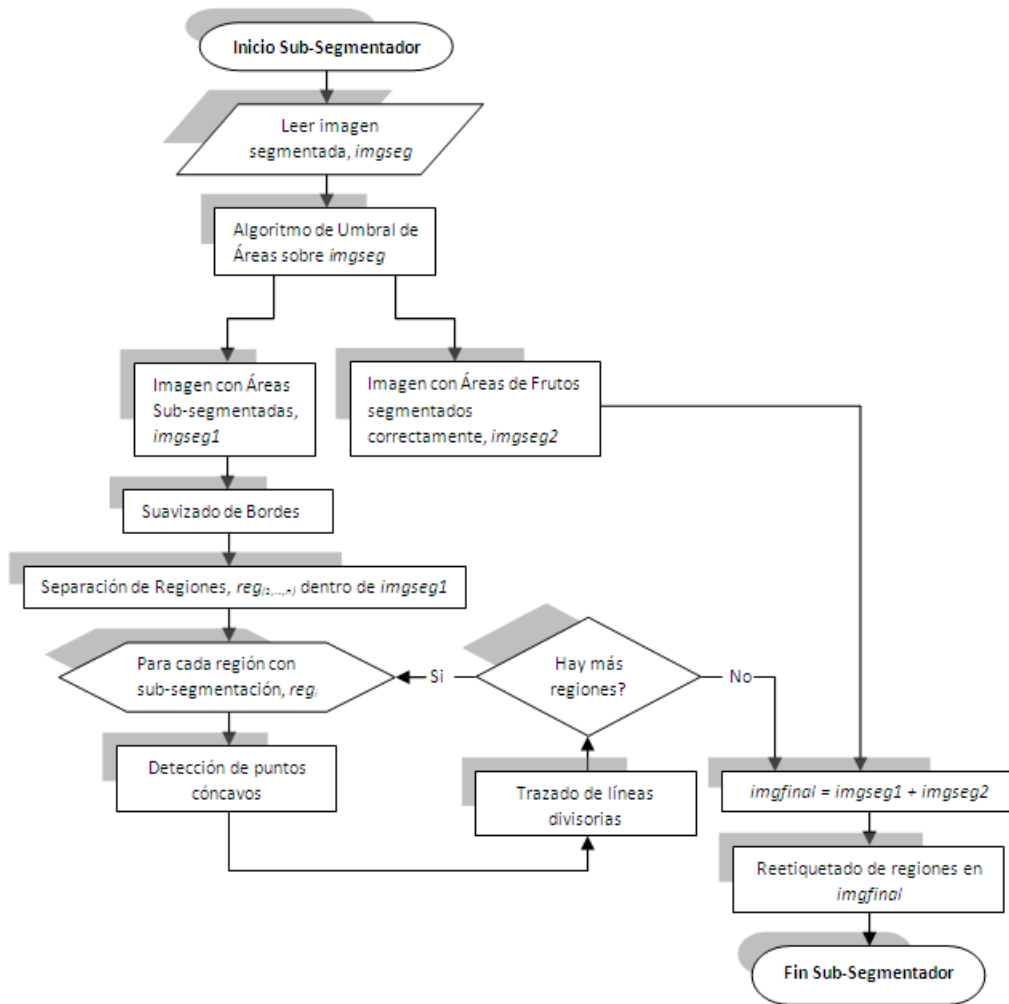 Inicio Sub-Segmentador
Leer imagen
segmentada, imgseg
Algoritmo de Umbral de
Áreas sobre imgseg
Imagen con Áreas
Sub-segmentadas,
imgseg1
Imagen con Áreas de Frutos
segmentados
correctamente, imgseg2
Suavizado de Bordes
Separación de Regiones, reg(1,...,n) dentro de imgseg1
Para cada región con
sub-segmentación, regi
Si
Hay más
regiones?
No
Detección de puntos
cóncavos
Trazado de líneas
divisorias
imgfinal = imgseg1 + imgseg2
Reetiquetado de regiones en
imgfinal
Fin Sub-Segmentador